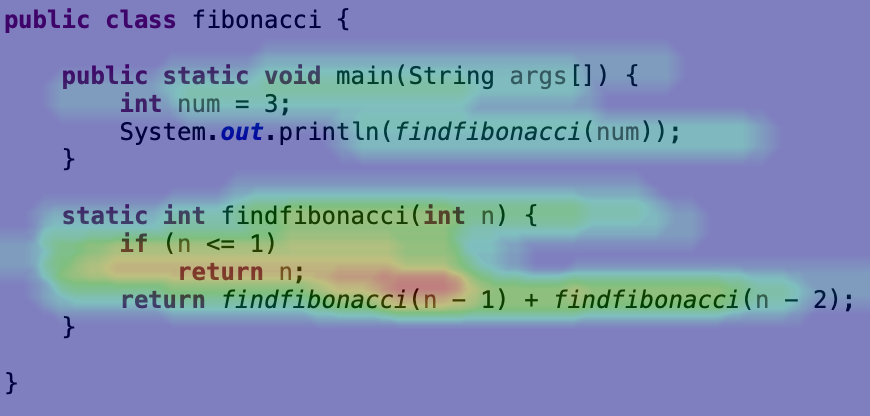 public class fibonacci {
    public static void main(String args[]) {
        int num = 3;
        System.out.println(findfibonacci(num));
    }
    static int findfibonacci(int n) {
        if (n <= 1)
            return n;
        return findfibonacci(n - 1) + findfibonacci(n - 2);
    }
}